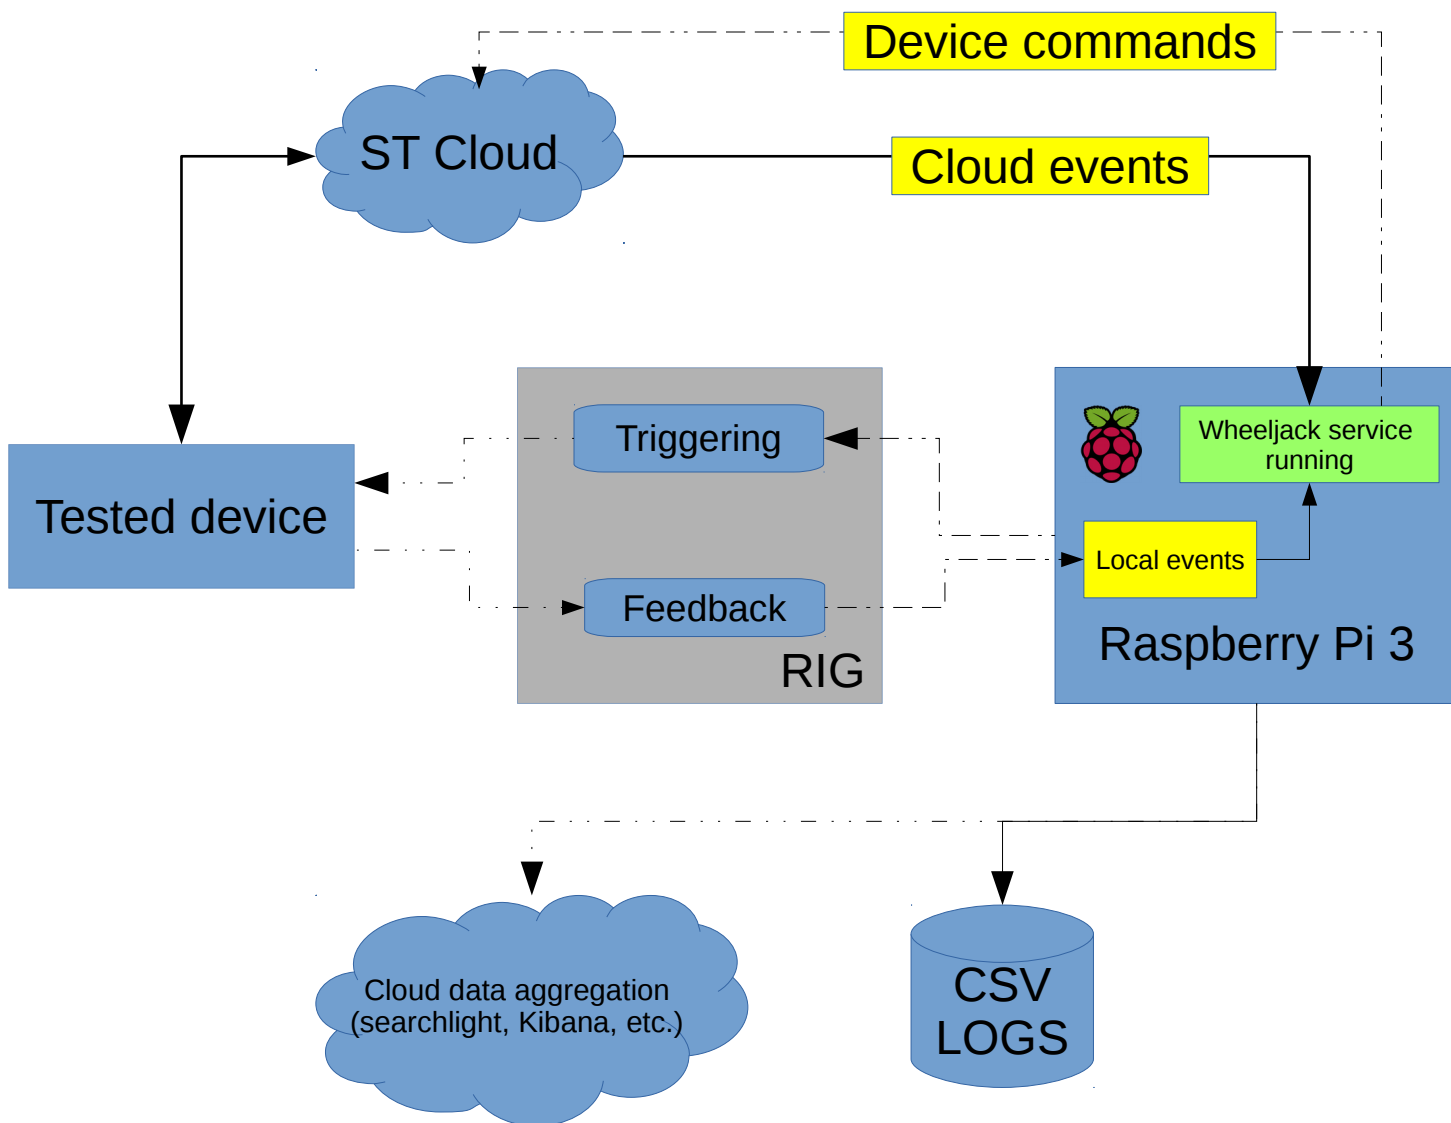 Device commands
ST Cloud
Cloud events
Triggering
Wheeljack service
running
Tested device
Local events
Feedback
Raspberry Pi 3
RIG
Cloud data aggregation
(searchlight, Kibana, etc.)
CSV
LOGS